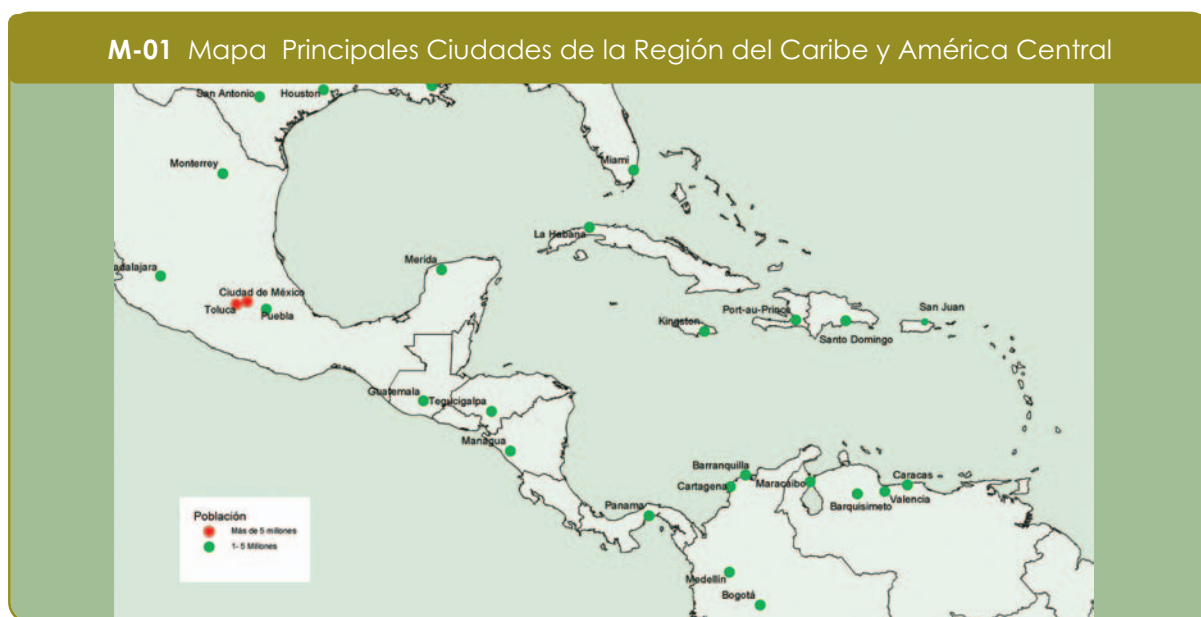 M-01 Mapa Principales Ciudades de la Región del Caribe y América Central
San Antonio
Houston
Monterrey
Miami
La Habana
adalajara
Merida
Ciudad de México
Toluca
Puebla
Kingston
Port-au-Prince
Santo Domingo
San Juan
Guatemala
Tegucigalpa
Managua
Barranquilla
Cartagena
Maracaibo
Caracas
Valencia
Barquisimeto
Panama
Medellín
Bogotá
Población
Más de 5 millones
1- 5 Millones